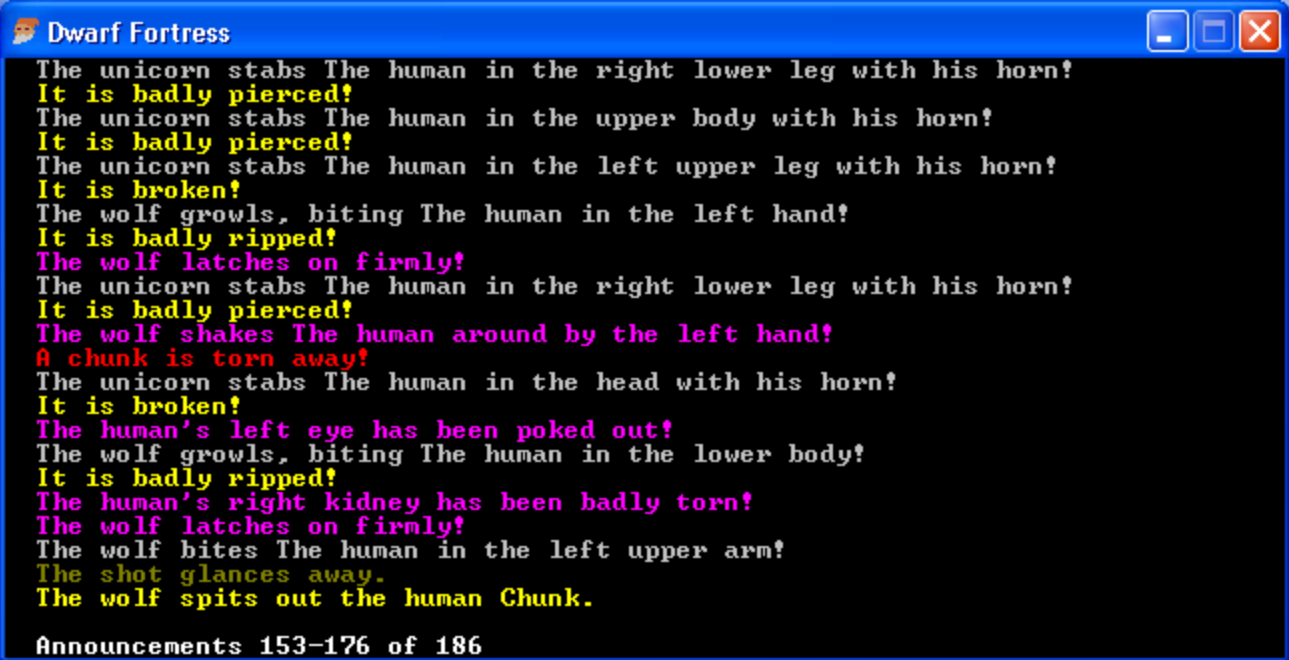 Dwarf Fortress
The unicorn stabs The human in the right lower leg with his horn!
It is badly pierced!
The unicorn stabs The human in the upper body with his horn!
It is badly pierced!
The unicorn stabs The human in the left upper leg with his horn!
It is broken!
The wolf growls, biting The human in the left hand!
It is badly ripped!
The wolf latches on firmly!
The unicorn stabs The human in the right lower leg with his horn!
It is badly pierced!
The wolf shakes The human around by the left hand!
A chunk is torn away!
The unicorn stabs The human in the head with his horn!
It is broken!
The human's left eye has been poked out!
The wolf growls, biting The human in the lower body!
It is badly ripped!
The human's right kidney has been badly torn!
The wolf latches on firmly!
The wolf bites The human in the left upper arm!
The shot glances away.
The wolf spits out the human Chunk.
Announcements 153-176 of 186